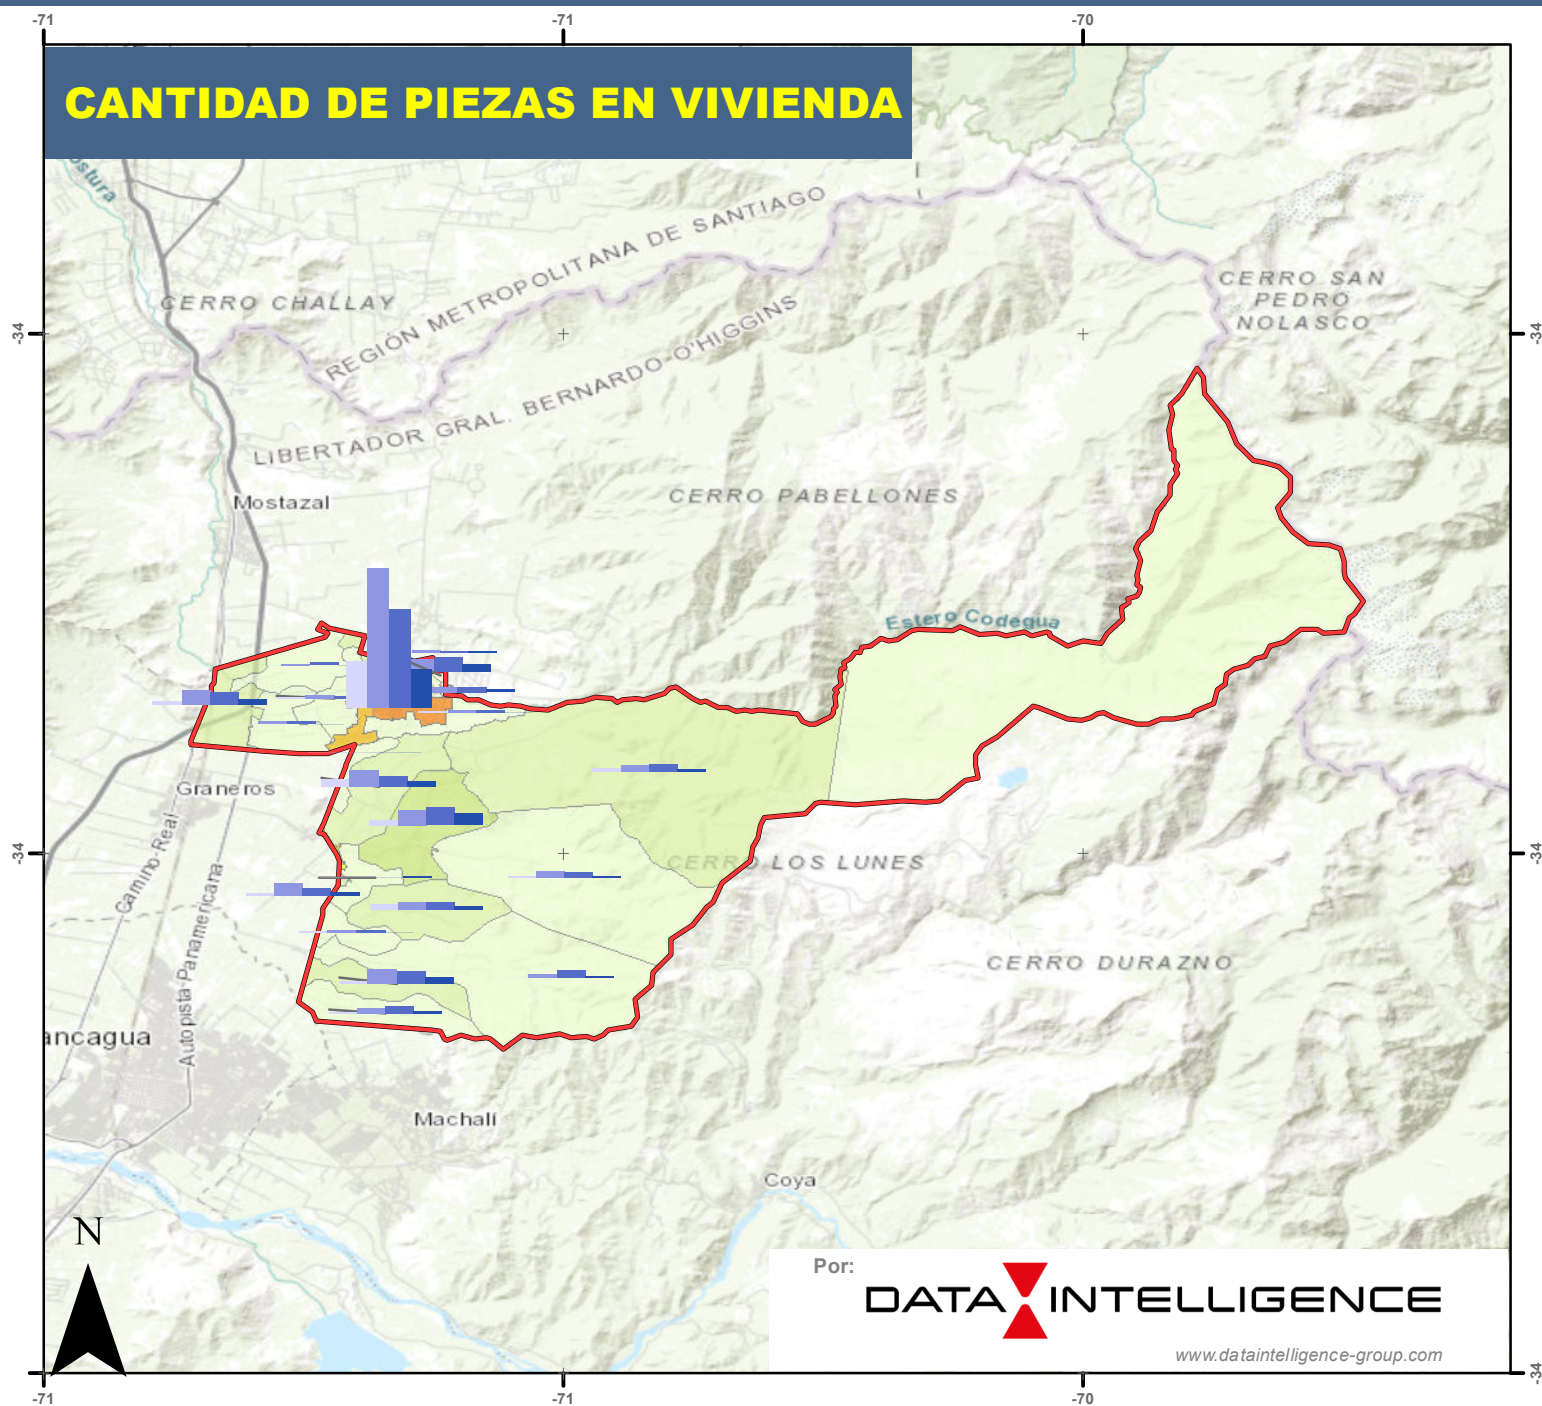 -71
-71
-70
CANTIDAD DE PIEZAS EN VIVIENDA
ostura
REGIÓN METROPOLITANA DE SANTIAGO
CERRO SAN
PEDRO
NOLASCO
CERRO CHALLAY
LIBERTADOR GRAL. BERNARDO O'HIGGINS
-34
-34
Mostazal
CERRO PABELLONES
Estero Codegua
Graneros
-34
-34
CERRO LOS LUNES
Camino Real
Autopista Panamericana
CERRO DURAZNO
ancagua
Machalí
Coya
N
Por:
DATA INTELLIGENCE
www.dataintelligence-group.com
-34
-71
-71
-70